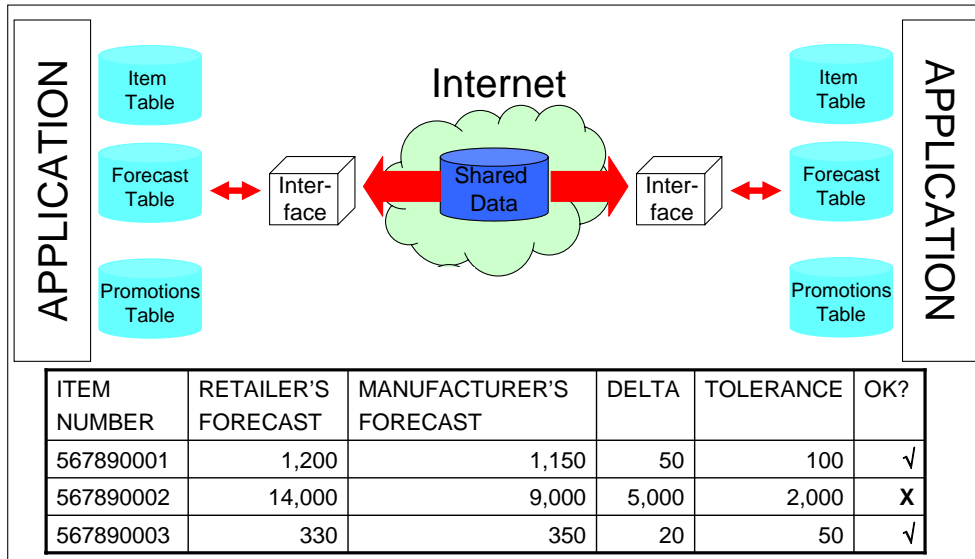 APPLICATION
Item
Table
Forecast
Table
Promotions
Table
Inter-
face
Internet
Shared
Data
Inter-
face
Item
Table
Forecast
Table
Promotions
Table
APPLICATION
ITEM NUMBER RETAILER'S FORECAST MANUFACTURER'S FORECAST DELTA TOLERANCE OK?
567890001 1,200 1,150 50 100 √
567890002 14,000 9,000 5,000 2,000 X
567890003 330 350 20 50 √